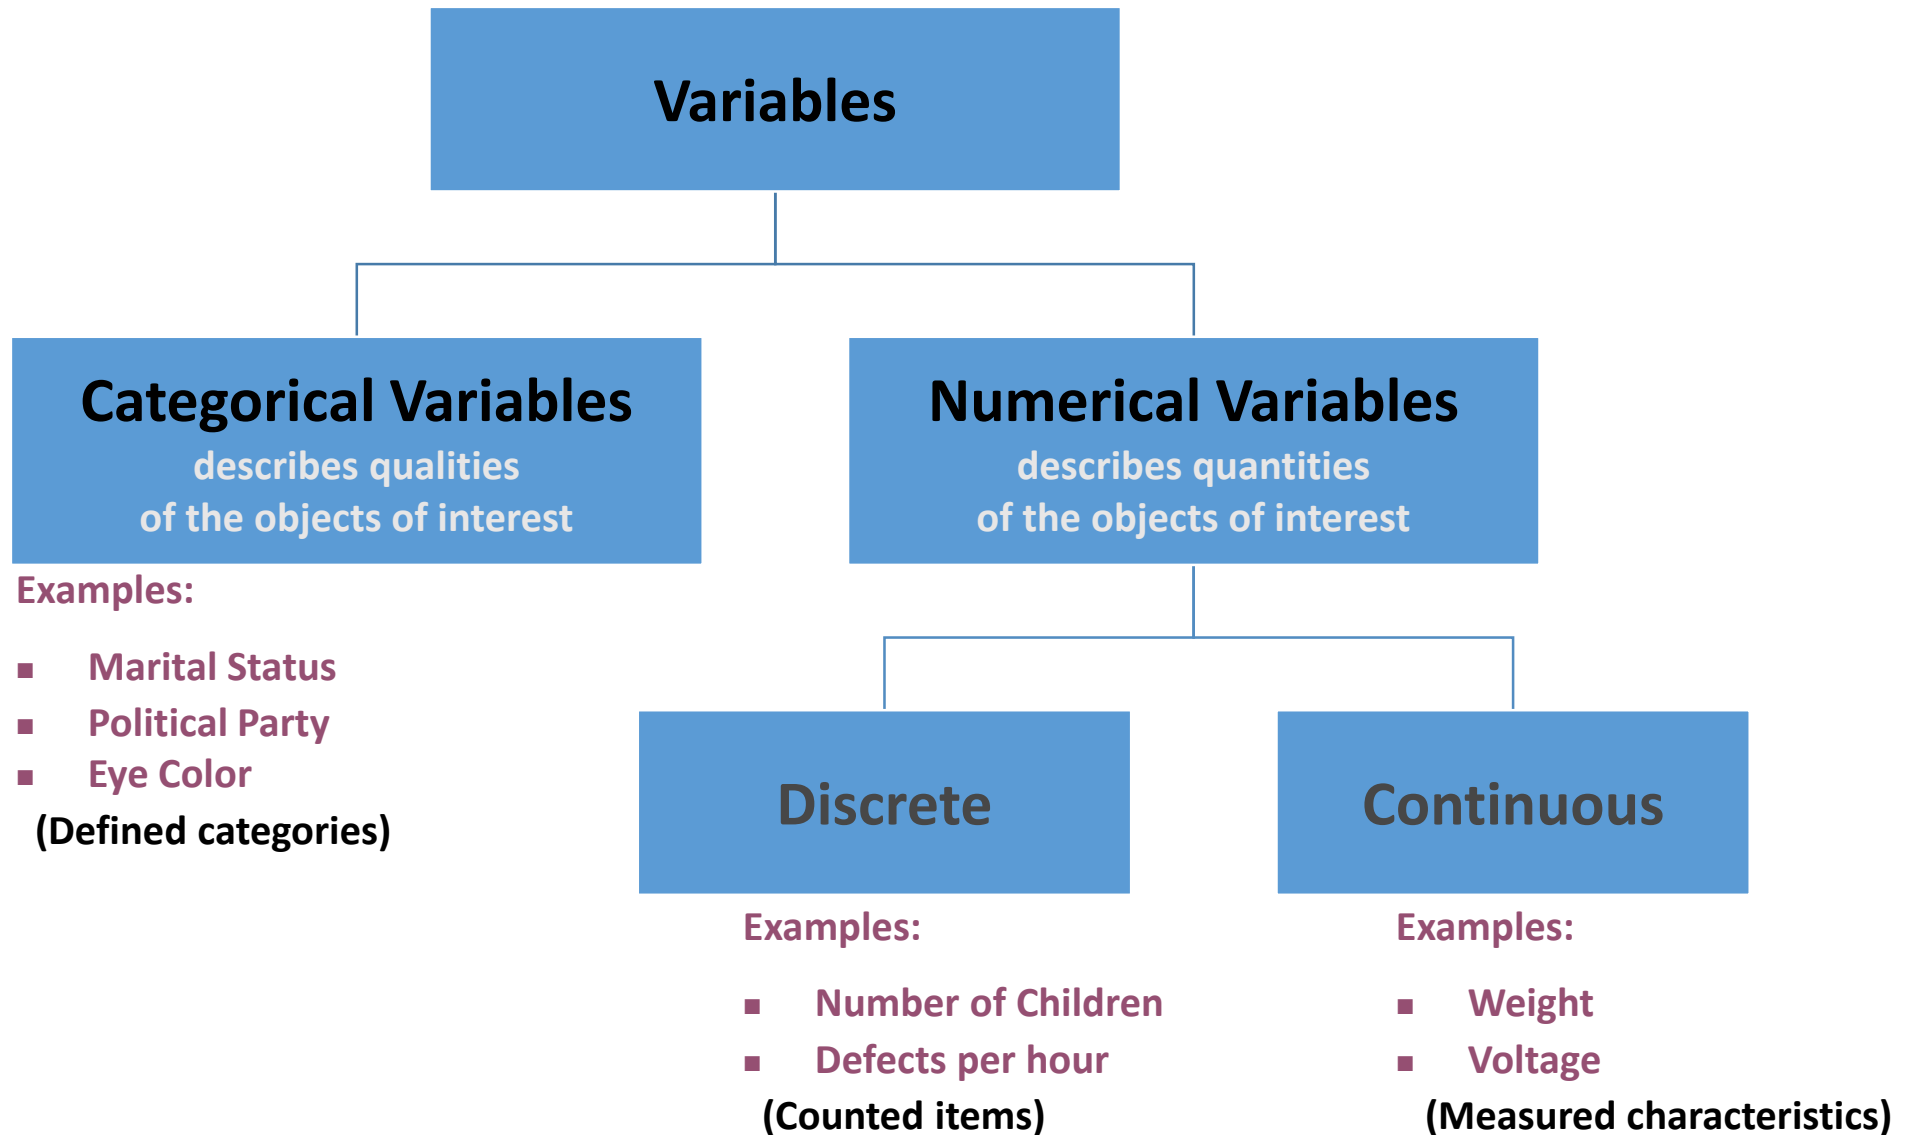 Variables
Categorical Variables
describes qualities
of the objects of interest
Numerical Variables
describes quantities
of the objects of interest
Examples:
■ Marital Status
■ Political Party
■ Eye Color
(Defined categories)
Discrete
Continuous
Examples:
■ Number of Children
■ Defects per hour
(Counted items)
Examples:
■ Weight
■ Voltage
(Measured characteristics)